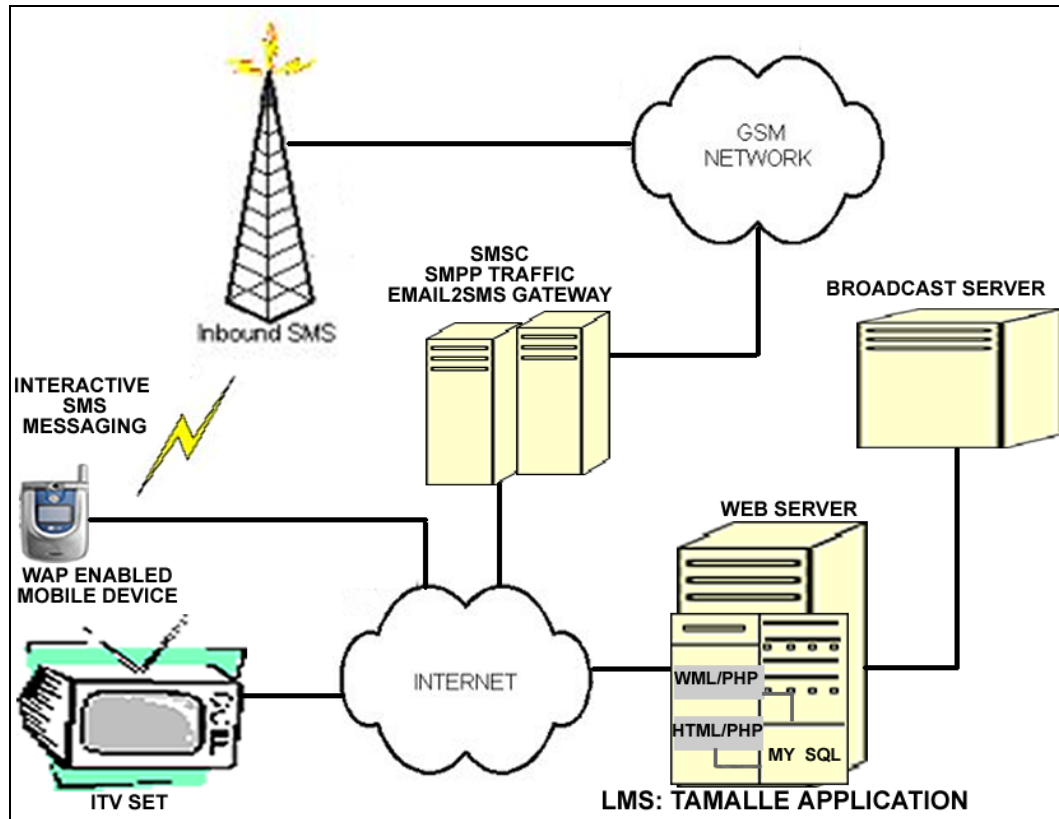 GSM
NETWORK
SMSC
SMPP TRAFFIC
EMAIL2SMS GATEWAY
BROADCAST SERVER
Inbound SMS
INTERACTIVE
SMS
MESSAGING
WEB SERVER
WAP ENABLED
MOBILE DEVICE
INTERNET
WML/PHP
HTML/PHP
MY SQL
ITV SET
LMS: TAMALLE APPLICATION